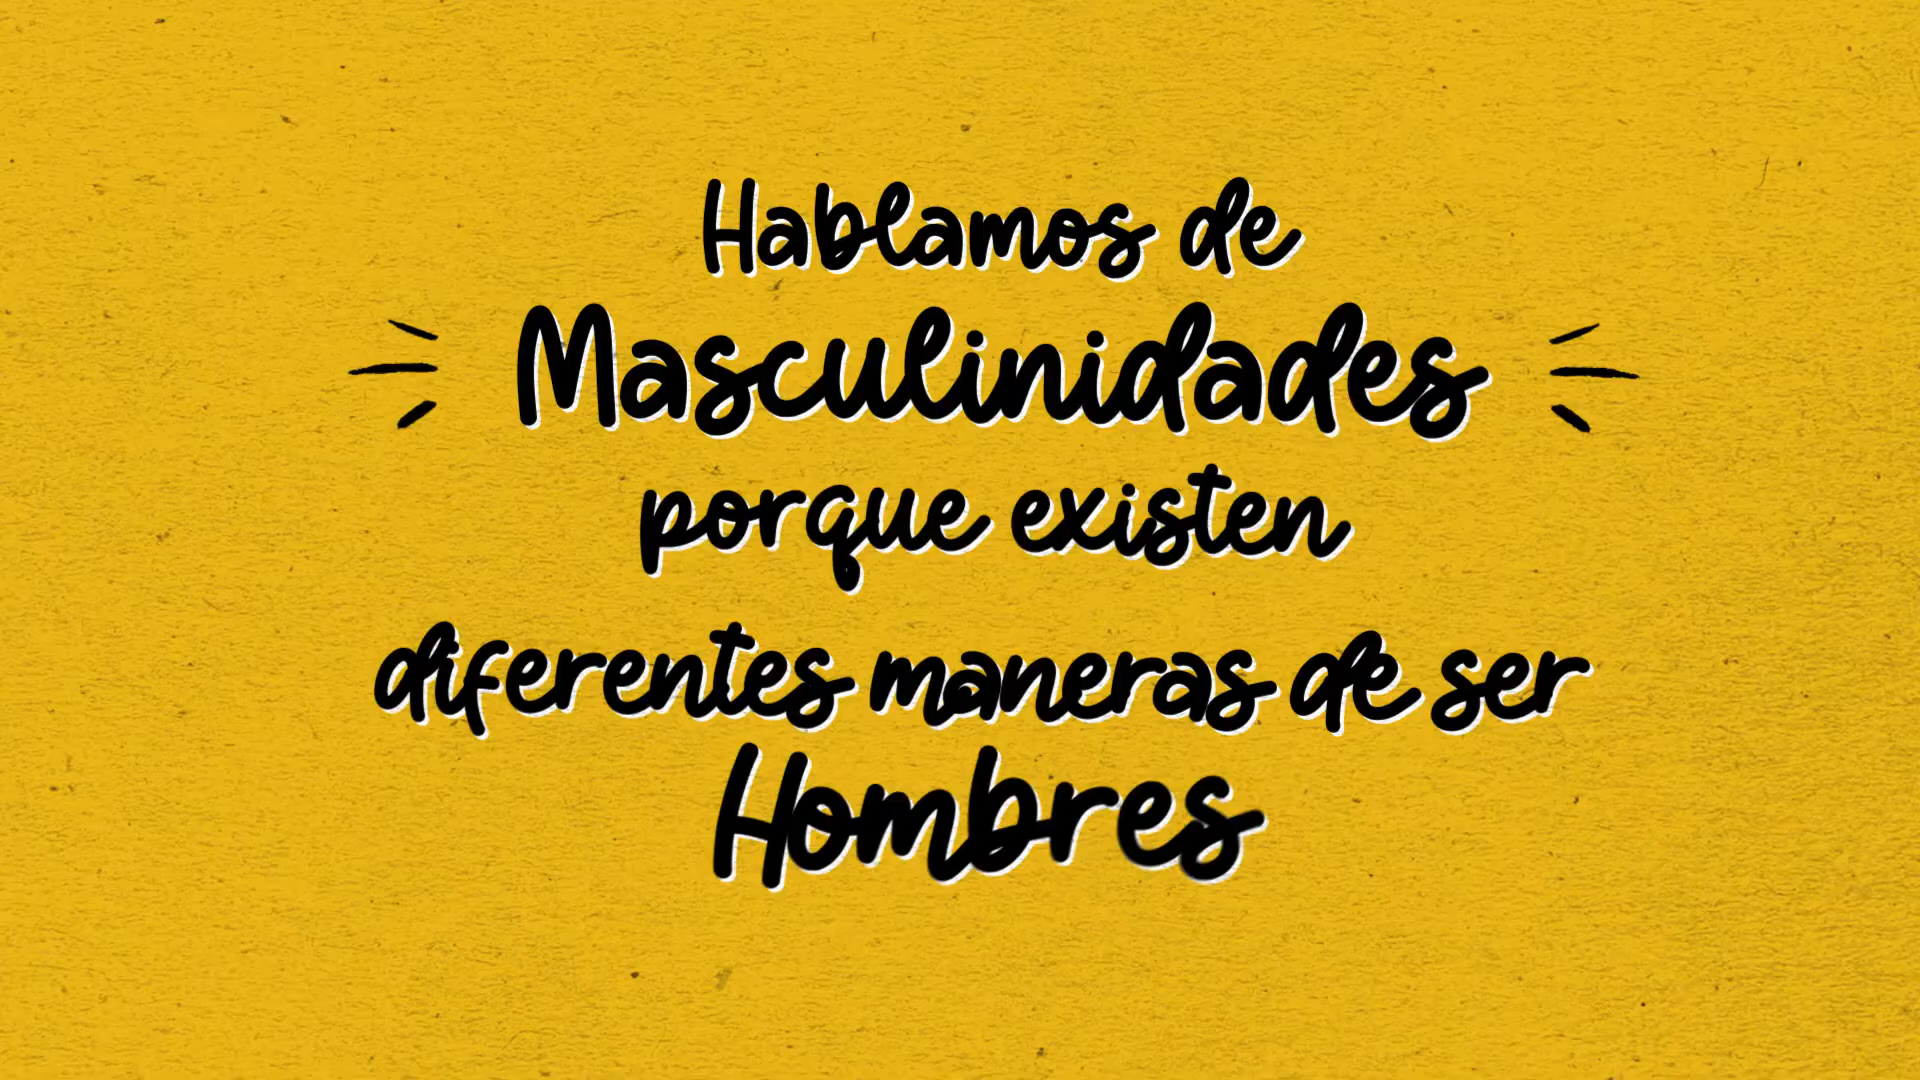 Hablamos de
Masculinidades
porque existen
diferentes maneras de ser
Hombres